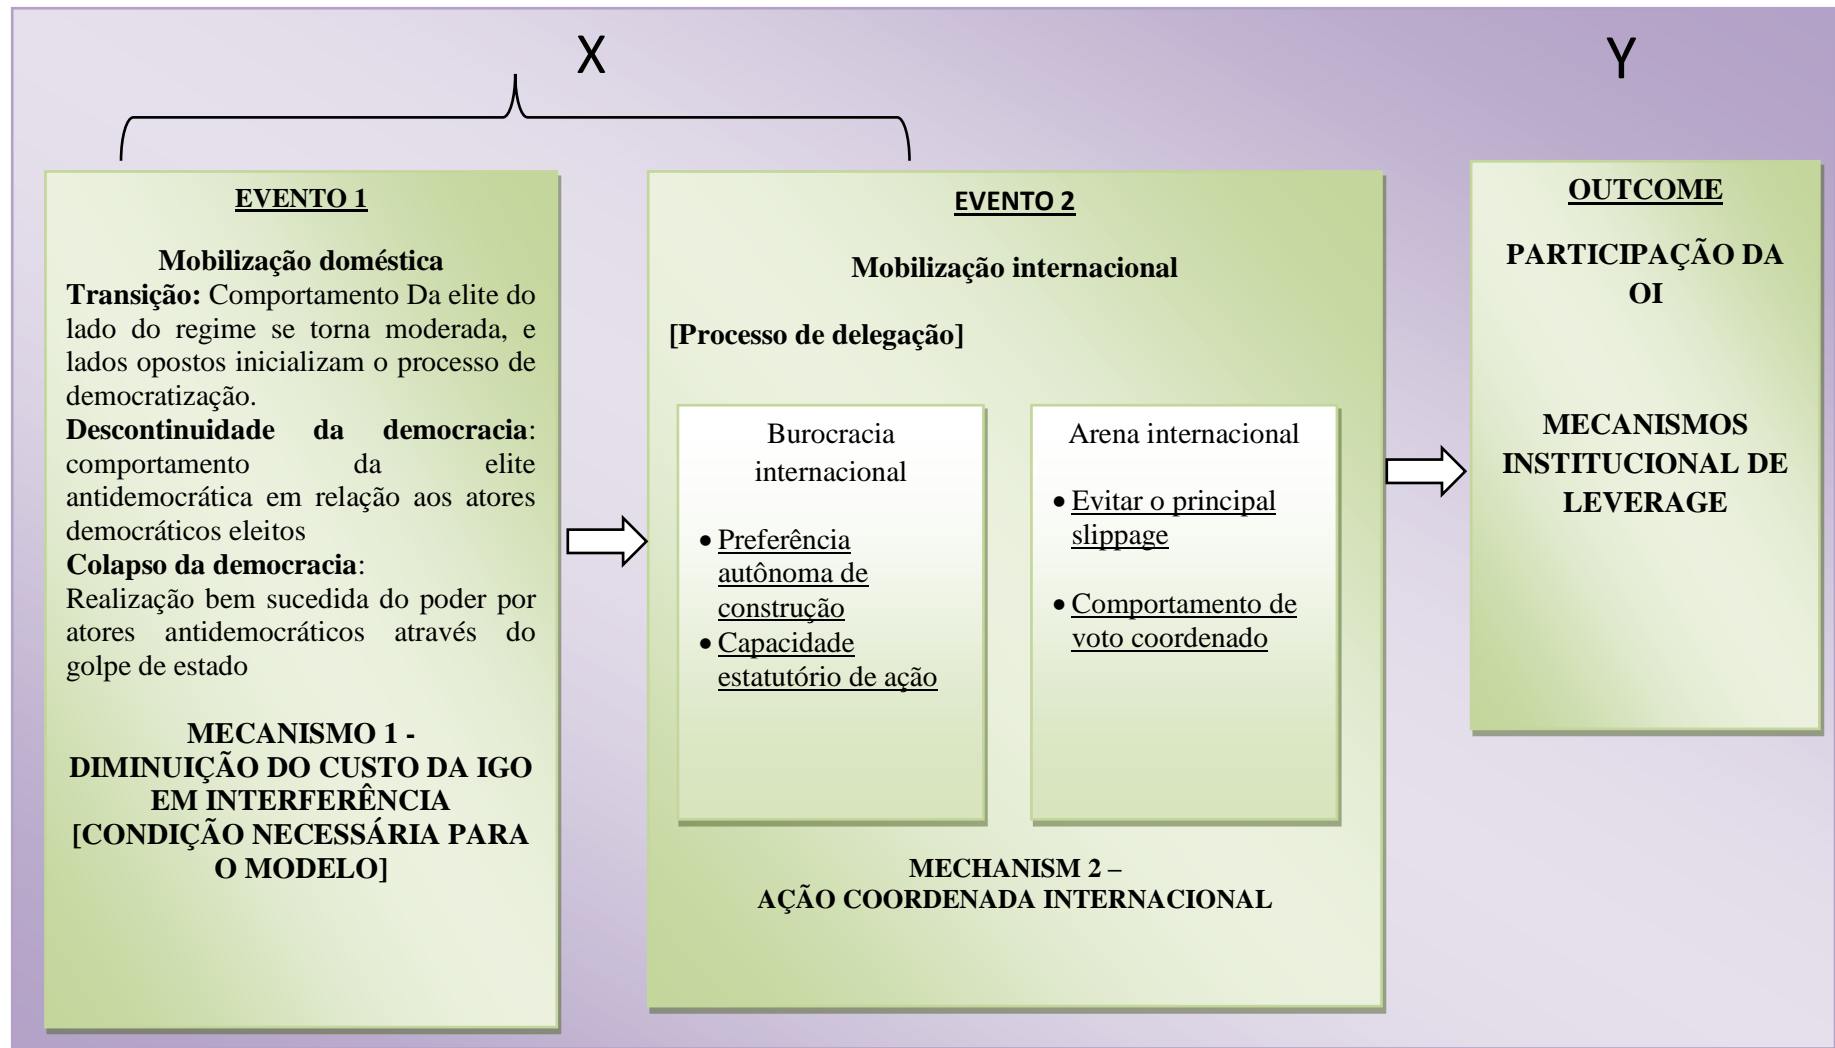 X
Y
EVENTO 1
Mobilização doméstica
Transição: Comportamento Da elite do
lado do regime se torna moderada, e
lados opostos inicializam o processo de
democratização.
Descontinuidade da democracia:
comportamento da elite
antidemocrática em relação aos atores
democráticos eleitos
Colapso da democracia:
Realização bem sucedida do poder por
atores antidemocráticos através do
golpe de estado
MECANISMO 1 -
DIMINUIÇÃO DO CUSTO DA IGO
EM INTERFERÊNCIA
[CONDIÇÃO NECESSÁRIA PARA
O MODELO]
EVENTO 2
Mobilização internacional
[Processo de delegação]
Burocracia
internacional
• Preferência
autônoma de
construção
• Capacidade
estatutório de ação
Arena internacional
• Evitar o principal
slippage
• Comportamento de
voto coordenado
MECHANISM 2 –
AÇÃO COORDENADA INTERNACIONAL
OUTCOME
PARTICIPAÇÃO DA
OI
MECANISMOS
INSTITUCIONAL DE
LEVERAGE